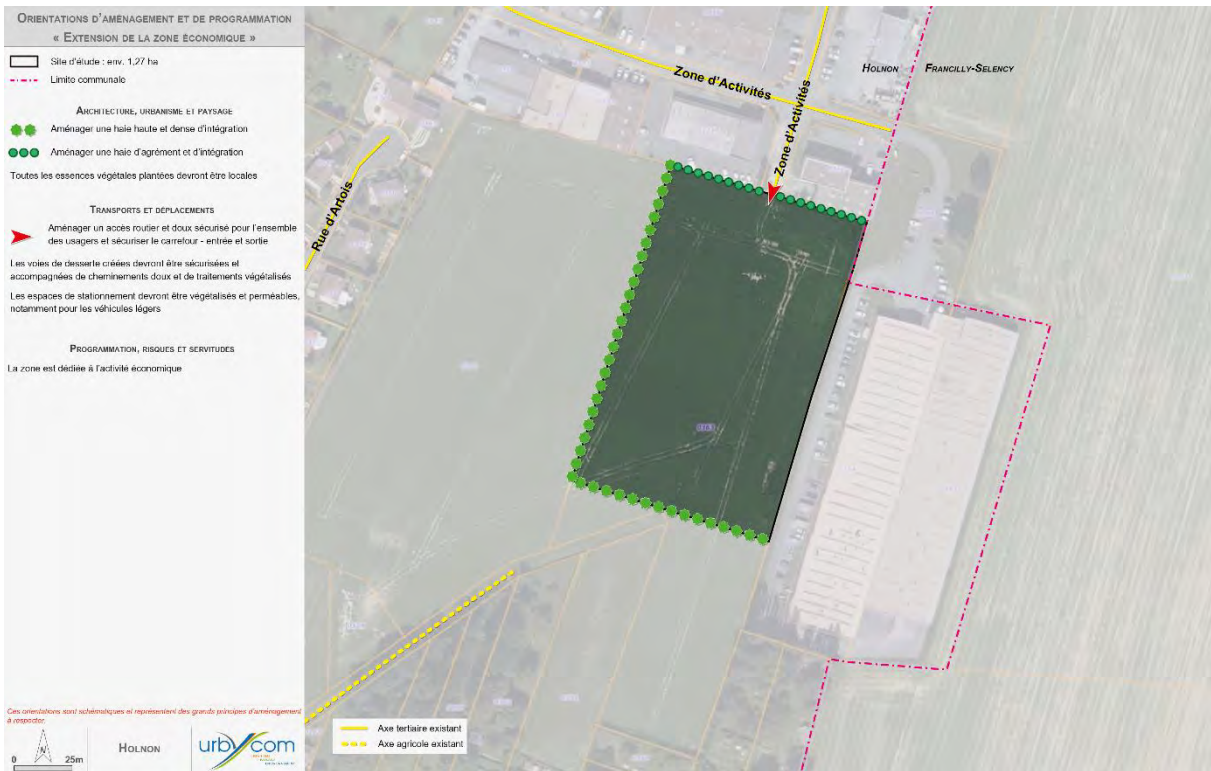 ORIENTATIONS D'AMÉNAGEMENT ET DE PROGRAMMATION
« EXTENSION DE LA ZONE ÉCONOMIQUE »
Site d'étude : env. 1,27 ha
Limite communale
ARCHITECTURE, URBANISME ET PAYSAGE
Aménager une haie haute et dense d'intégration
Aménager une haie d'agrément et d'intégration
Toutes les essences végétales plantées devront être locales
TRANSPORTS ET DÉPLACEMENTS
Aménager un accès routier et doux sécurisé pour l'ensemble
des usagers et sécuriser le carrefour - entrée et sortie
Les voies de desserte créées devront être sécurisées et
accompagnées de cheminements doux et de traitements végétalisés
Les espaces de stationnement devront être végétalisés et perméables,
notamment pour les véhicules légers
PROGRAMMATION, RISQUES ET SERVITUDES
La zone est dédiée à l'activité économique
Ces orientations sont schématiques et représentent des grands principes d'aménagement
à respecter.
0 25m
HOLNON
urbycom
Zone d'Activités
Zone d'Activités
Rue d'Artois
HOLNON
FRANCILLY-SELENCY
Axe tertiaire existant
Axe agricole existant